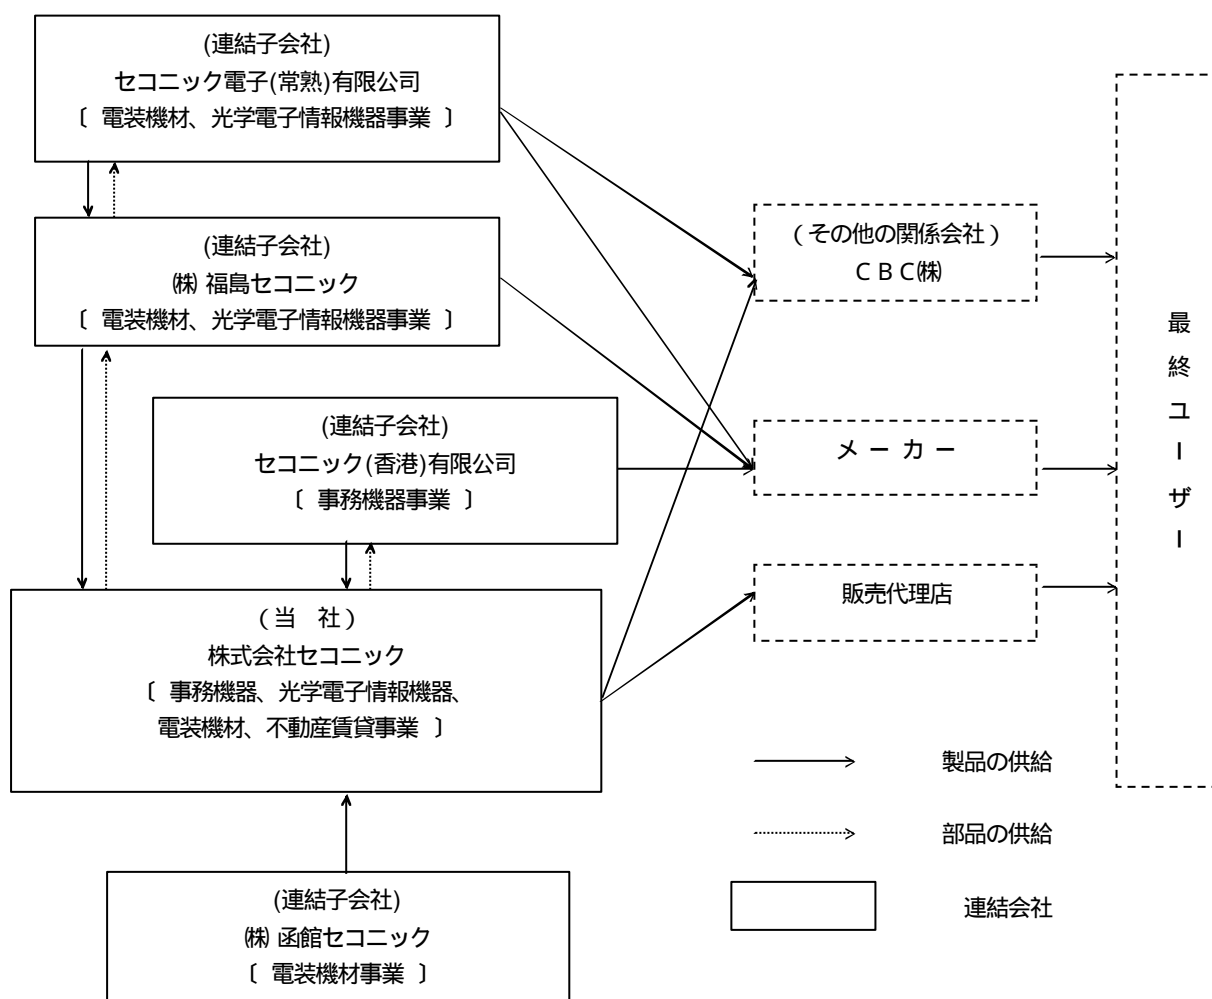 (連結子会社)
セコニック電子(常熟)有限公司
〔 電装機材、光学電子情報機器事業 〕
(連結子会社)
㈱ 福島セコニック
〔 電装機材、光学電子情報機器事業 〕
(連結子会社)
セコニック(香港)有限公司
〔 事務機器事業 〕
(当 社)
株式会社セコニック
〔 事務機器、光学電子情報機器、
電装機材、不動産賃貸事業 〕
(連結子会社)
㈱ 函館セコニック
〔 電装機材事業 〕
(その他の関係会社)
CBC㈱
メーカー
販売代理店
最終ユーザー
製品の供給
部品の供給
連結会社